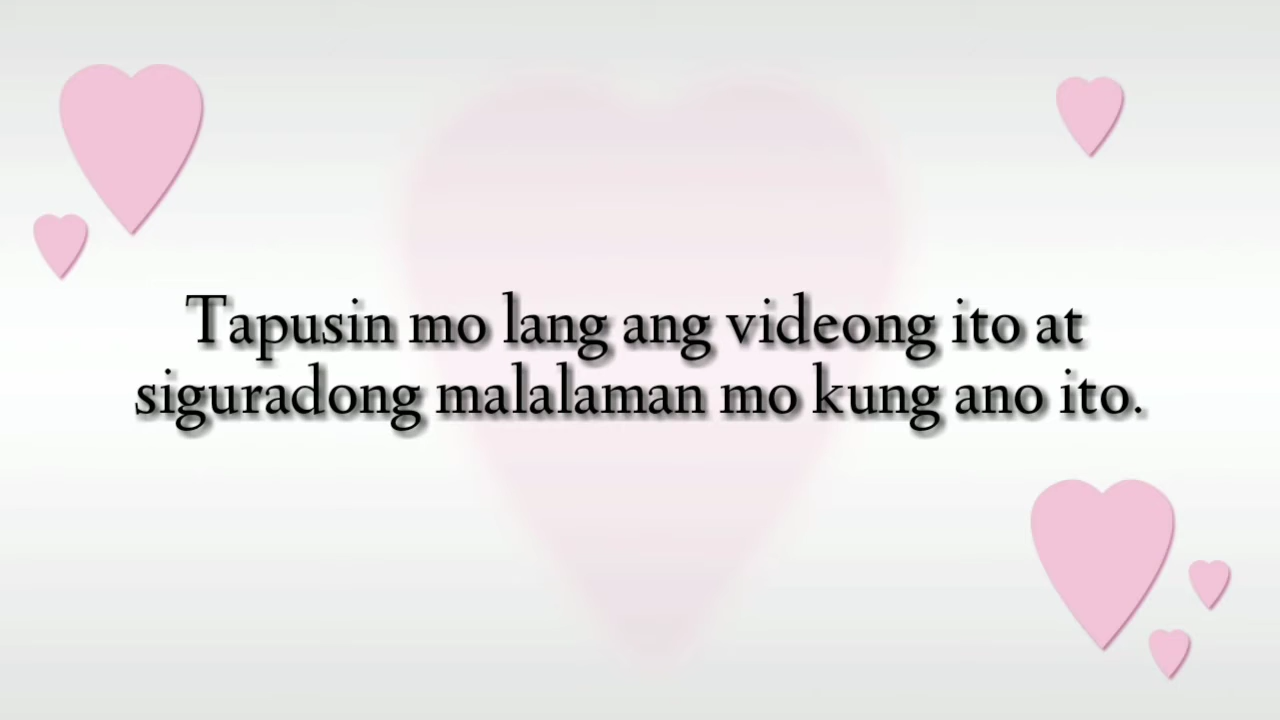 Tapusin mo lang ang videong ito at
siguradong malalaman mo kung ano ito.